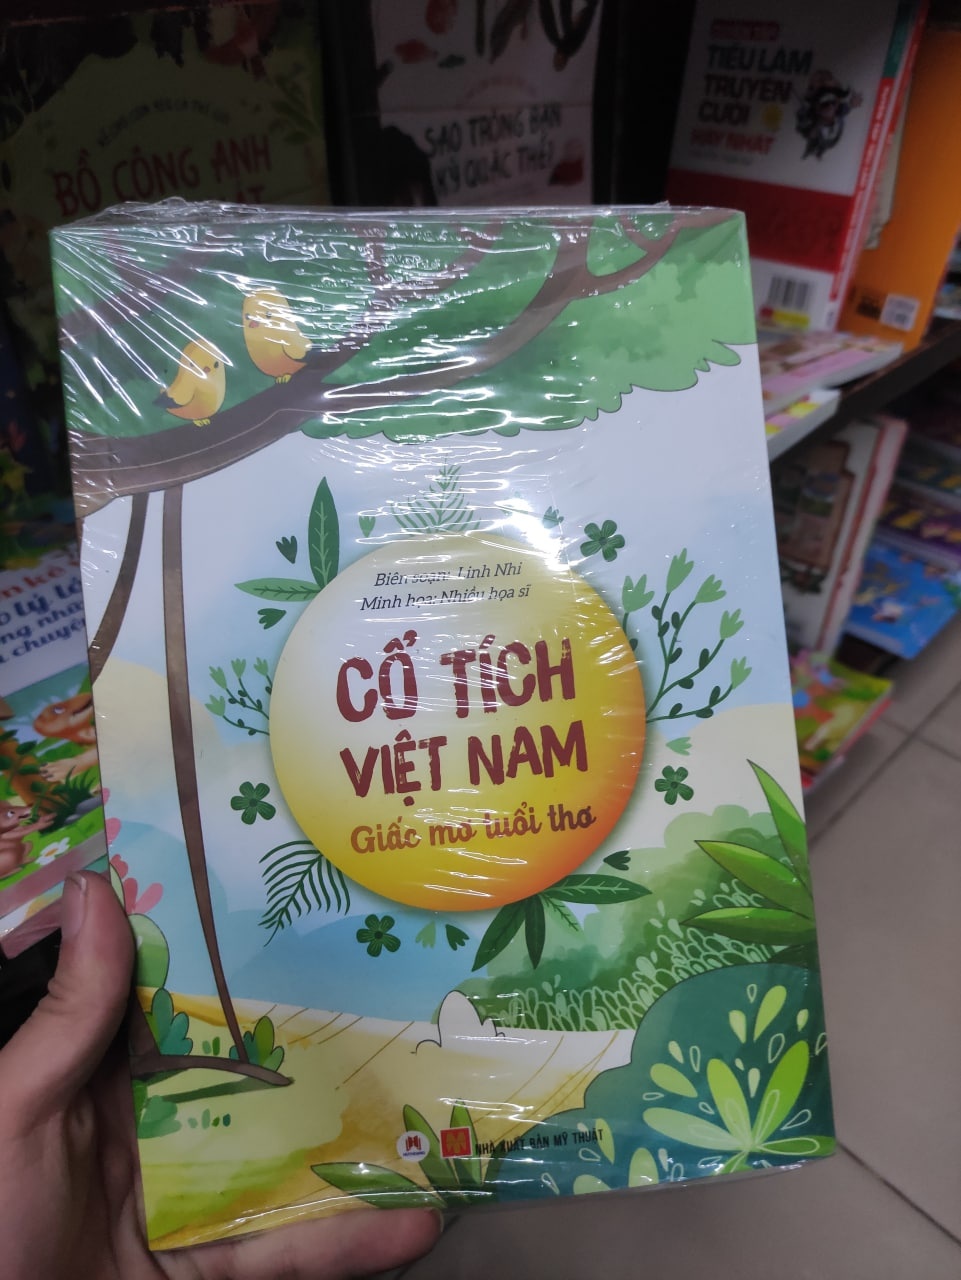 BỒ CÔNG ANH
SAO TRÔNG BẠN
KỲ QUẶC THẾ!
TIẾU LÂM
TRUYỆN
CƯỜI
HAY NHẤT
Biên soạn: Linh Nhi
Minh họa: Nhiều họa sĩ
CỔ TÍCH
VIỆT NAM
Giấc mơ tuổi thơ
NHÀ XUẤT BẢN MỸ THUẬT